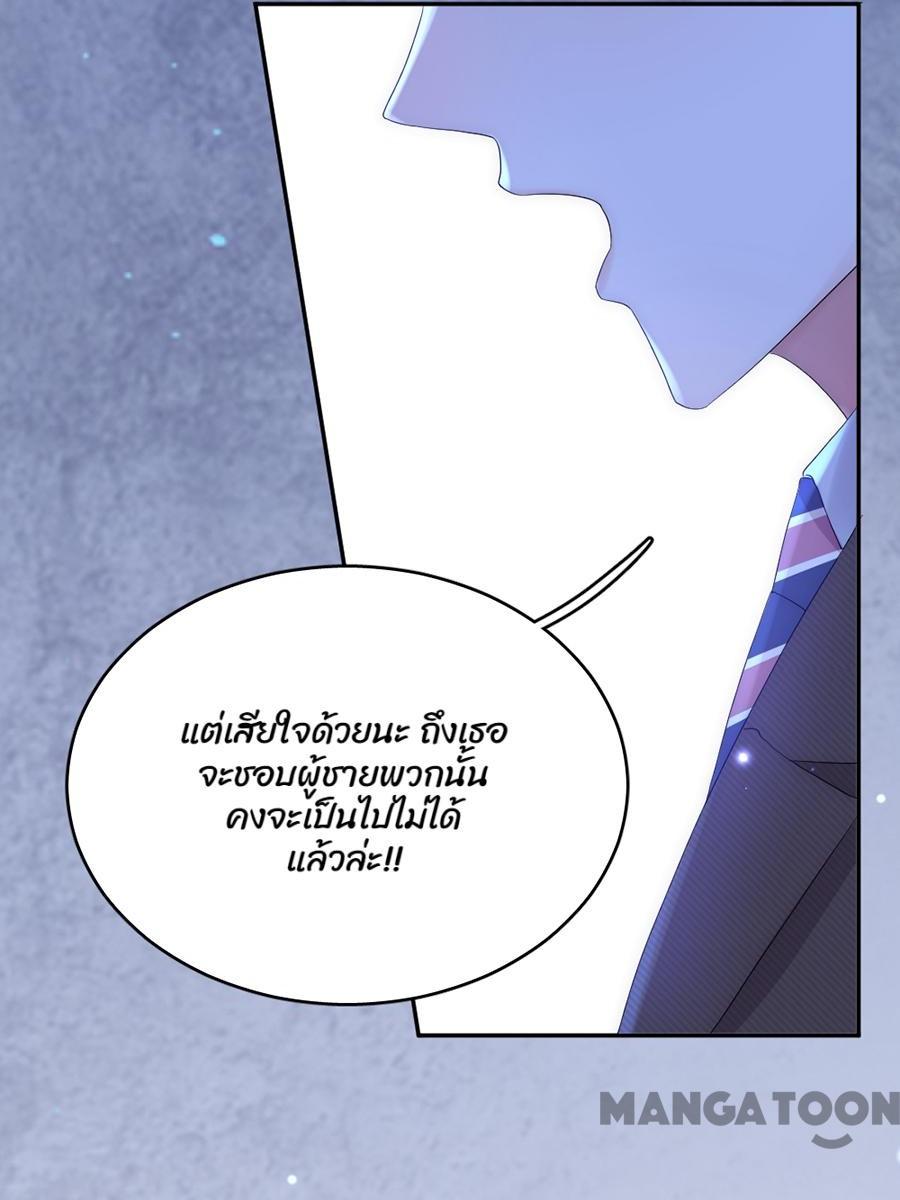 แต่เสียใจด้วยนะ ถึงเธอ
จะชอบผู้ชายพวกนั้น
คงจะเป็นไปไม่ได้
แล้วล่ะ!!
MANGATOON